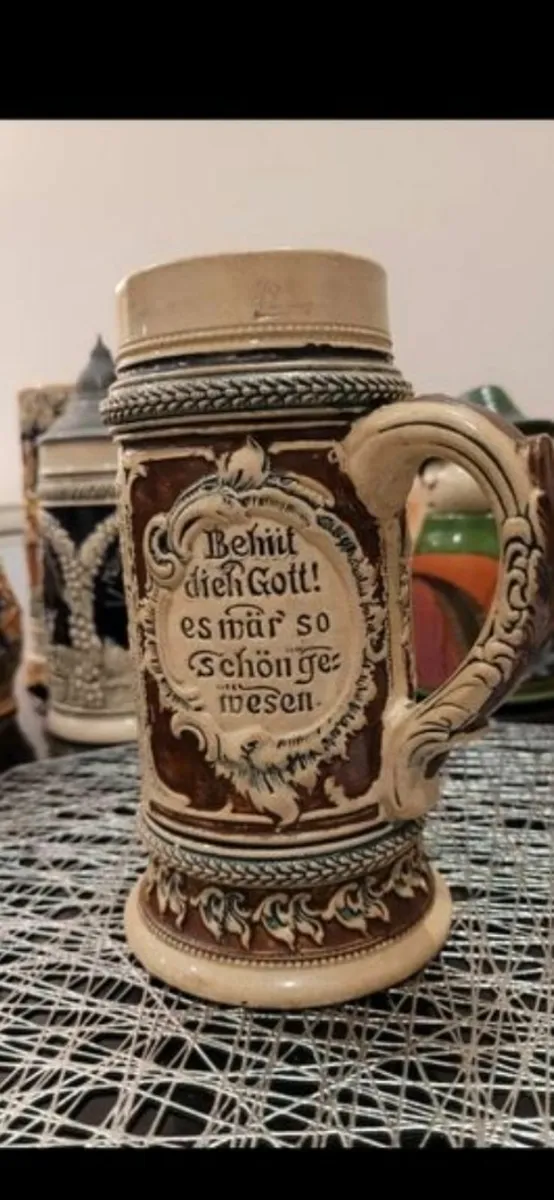 Behüt
dich Gott!
es wär' so
schön ge=
wesen.